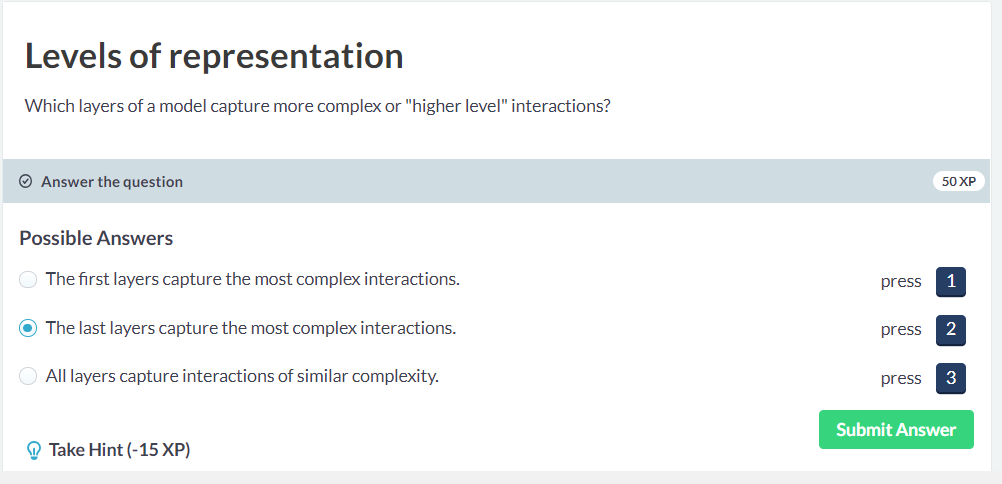 Levels of representation
Which layers of a model capture more complex or "higher level" interactions?
Answer the question
50 XP
Possible Answers
The first layers capture the most complex interactions.
press 1
The last layers capture the most complex interactions.
press 2
All layers capture interactions of similar complexity.
press 3
Submit Answer
Take Hint (-15 XP)